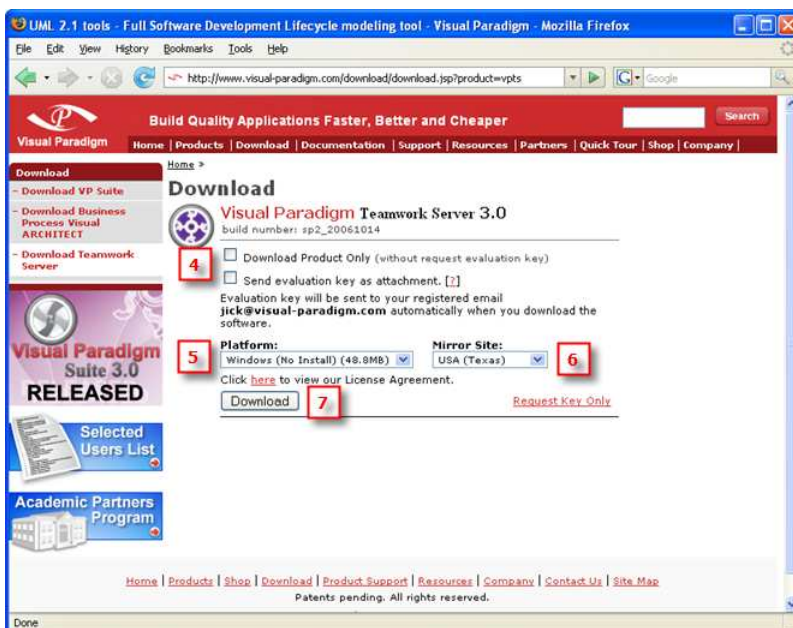 UML 2.1 tools - Full Software Development Lifecycle modeling tool - Visual Paradigm - Mozilla Firefox
File Edit View History Bookmarks Tools Help
http://www.visual-paradigm.com/download/download.jsp?product=vpts
G Google
Visual Paradigm
Build Quality Applications Faster, Better and Cheaper
Search
Home | Products | Download | Documentation | Support | Resources | Partners | Quick Tour | Shop | Company |
Download
- Download VP Suite
- Download Business
Process Visual
ARCHITECT
- Download Teamwork
Server
Visual Paradigm
Suite 3.0
RELEASED
Selected
Users List
Academic Partners
Program
Home >
Download
Visual Paradigm Teamwork Server 3.0
build number: sp2_20061014
4
Download Product Only (without request evaluation key)
Send evaluation key as attachment. [?]
Evaluation key will be sent to your registered email
jick@visual-paradigm.com automatically when you download the
software.
5
Platform:
Windows (No Install) (48.8MB)
Mirror Site:
USA (Texas)
6
Click here to view our License Agreement.
Download
7
Request Key Only
Home | Products | Shop | Download | Product Support | Resources | Company | Contact Us | Site Map
Patents pending. All rights reserved.
Done